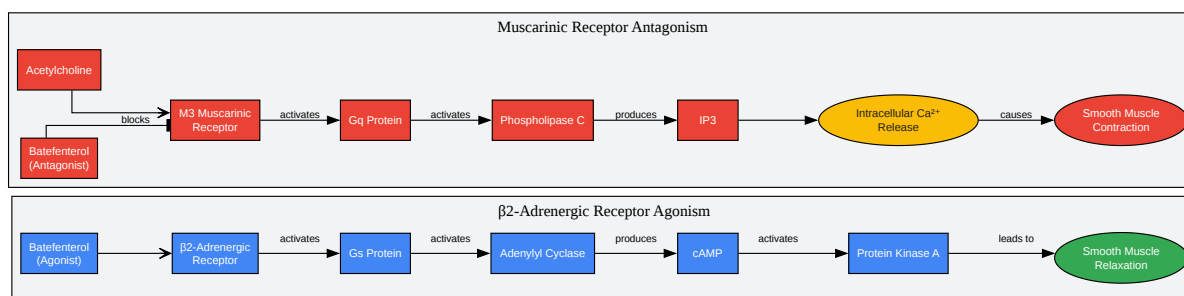 Muscarinic Receptor Antagonism
Acetylcholine
blocks
Batefenterol
(Antagonist)
M3 Muscarinic
Receptor
activates
Gq Protein
activates
Phospholipase C
produces
IP3
Intracellular Ca²⁺
Release
causes
Smooth Muscle
Contraction
β2-Adrenergic Receptor Agonism
Batefenterol
(Agonist)
β2-Adrenergic
Receptor
activates
Gs Protein
activates
Adenylyl Cyclase
produces
cAMP
activates
Protein Kinase A
leads to
Smooth Muscle
Relaxation